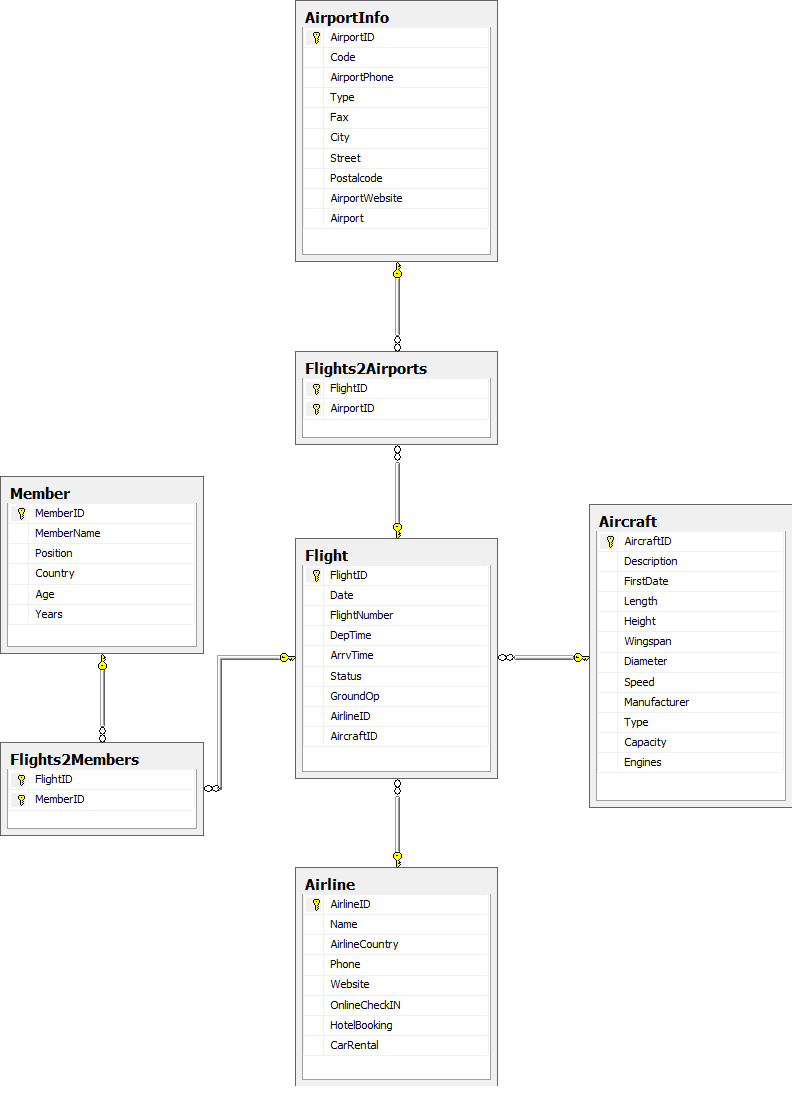 AirportInfo
AirportID
Code
AirportPhone
Type
Fax
City
Street
Postalcode
AirportWebsite
Airport
Flights2Airports
FlightID
AirportID
Member
MemberID
MemberName
Position
Country
Age
Years
Flight
FlightID
Date
FlightNumber
DepTime
ArrvTime
Status
GroundOp
AirlineID
AircraftID
Aircraft
AircraftID
Description
FirstDate
Length
Height
Wingspan
Diameter
Speed
Manufacturer
Type
Capacity
Engines
Flights2Members
FlightID
MemberID
Airline
AirlineID
Name
AirlineCountry
Phone
Website
OnlineCheckIN
HotelBooking
CarRental